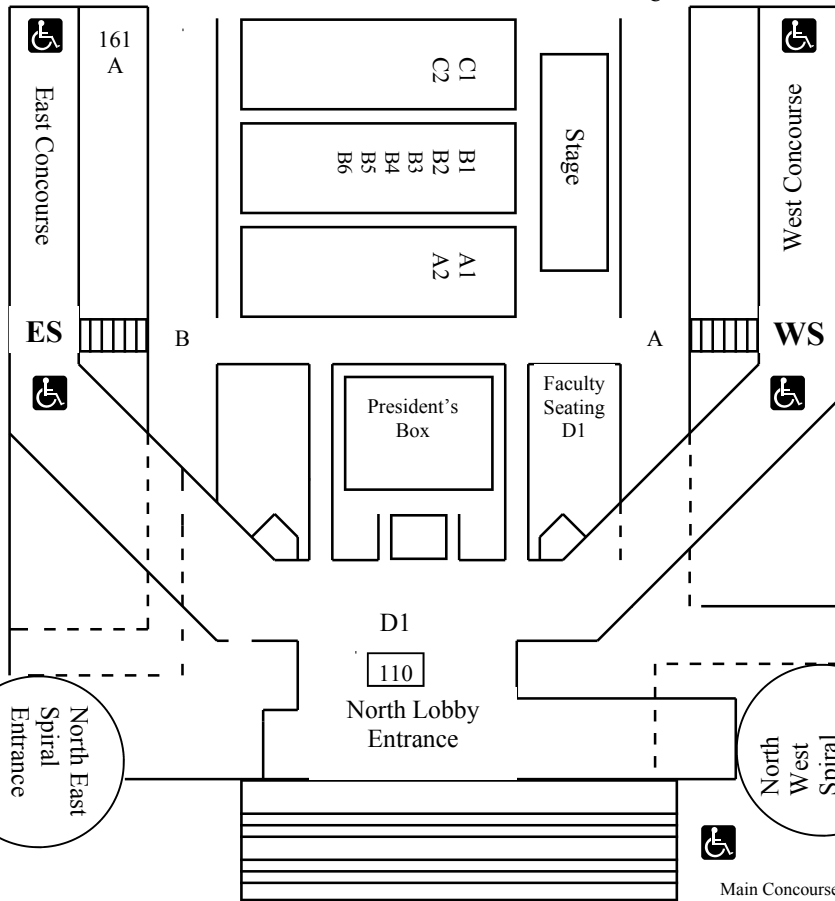 161
A
East Concourse
C1
C2
B1
B2
B3
B4
B5
B6
A1
A2
Stage
West Concourse
ES
B
A
WS
President's
Box
Faculty
Seating
D1
D1
110
North Lobby
Entrance
North East
Spiral
Entrance
North
West
Spiral
Main Concourse